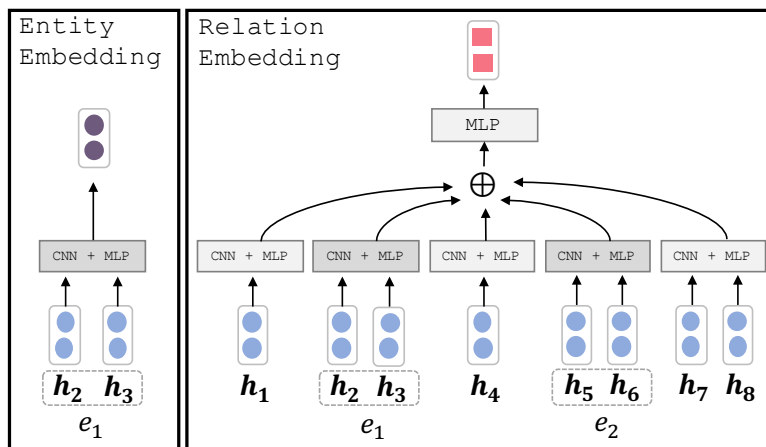 Entity
Embedding
CNN + MLP
h2 h3
e1
Relation
Embedding
MLP
CNN + MLP CNN + MLP CNN + MLP CNN + MLP CNN + MLP
h1 h2 h3 h4 h5 h6 h7 h8
e1 e2